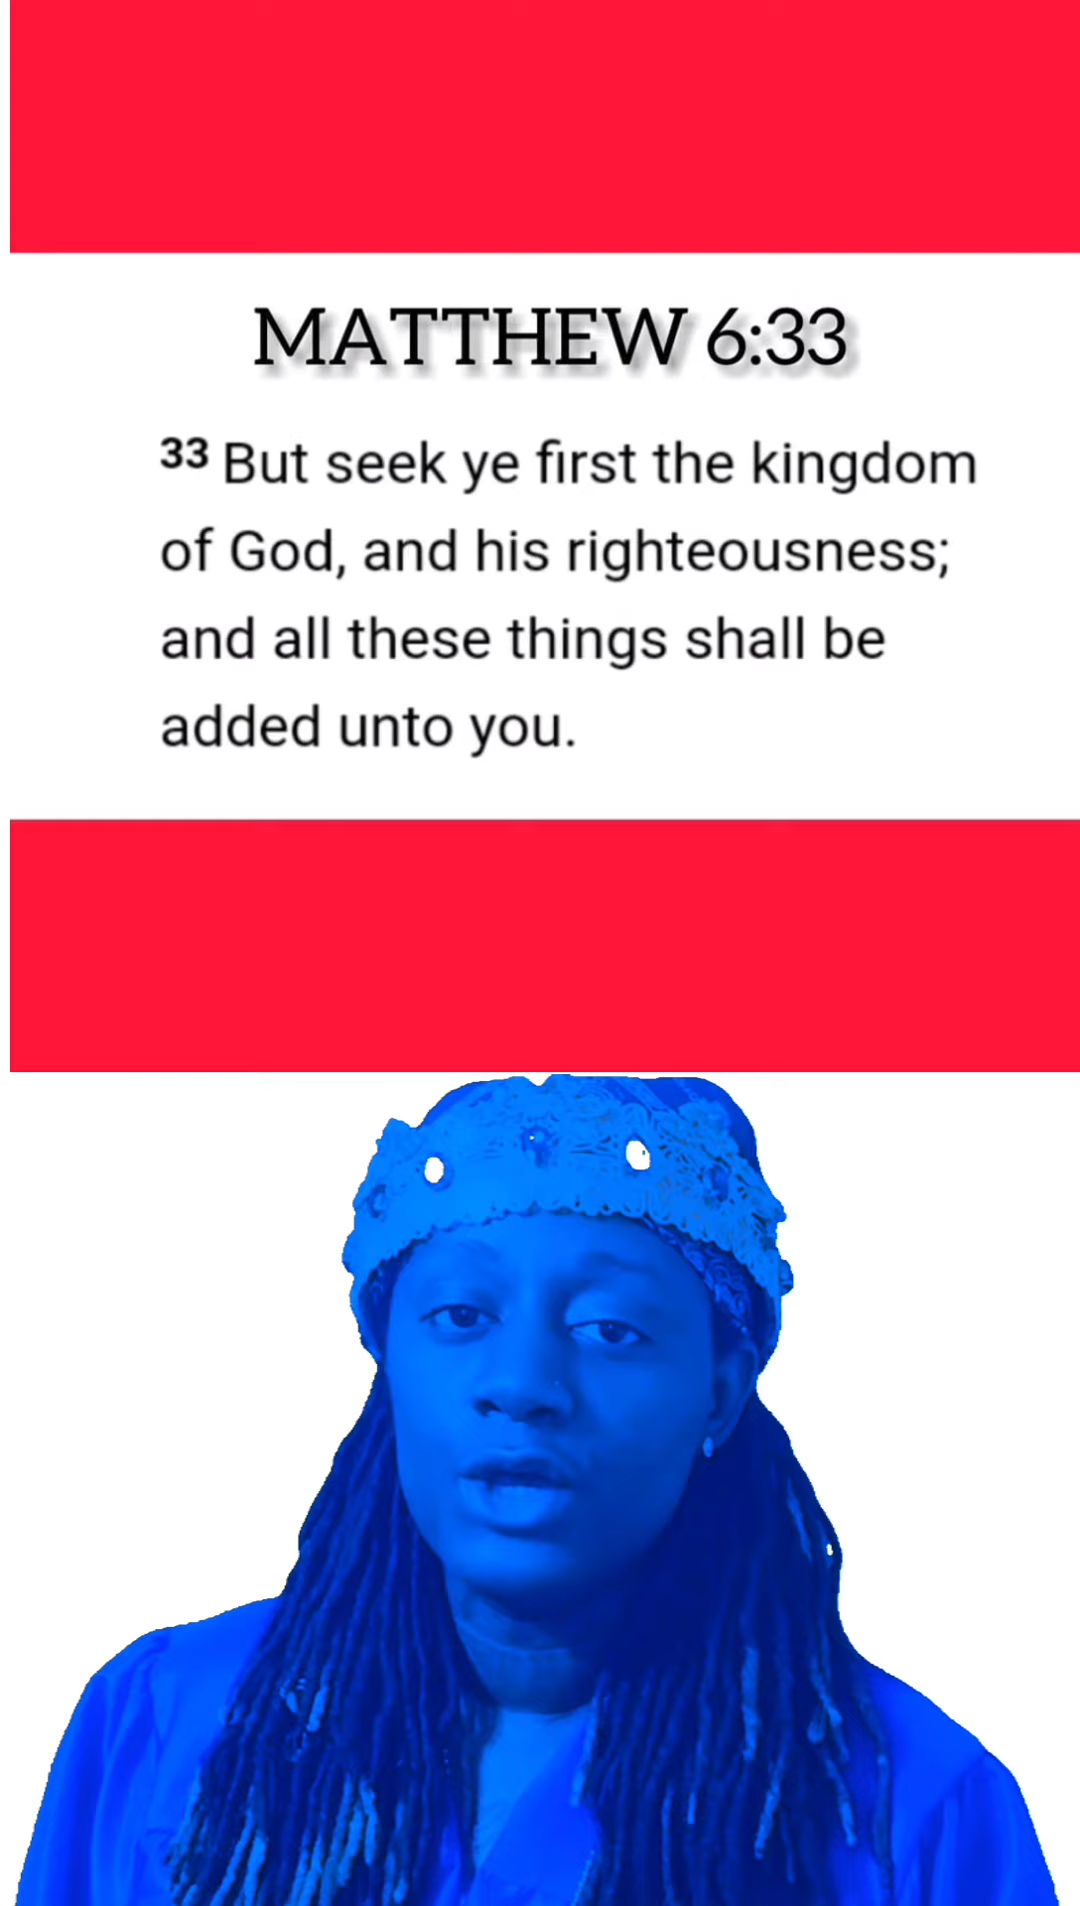 MATTHEW 6:33
33 But seek ye first the kingdom
of God, and his righteousness;
and all these things shall be
added unto you.